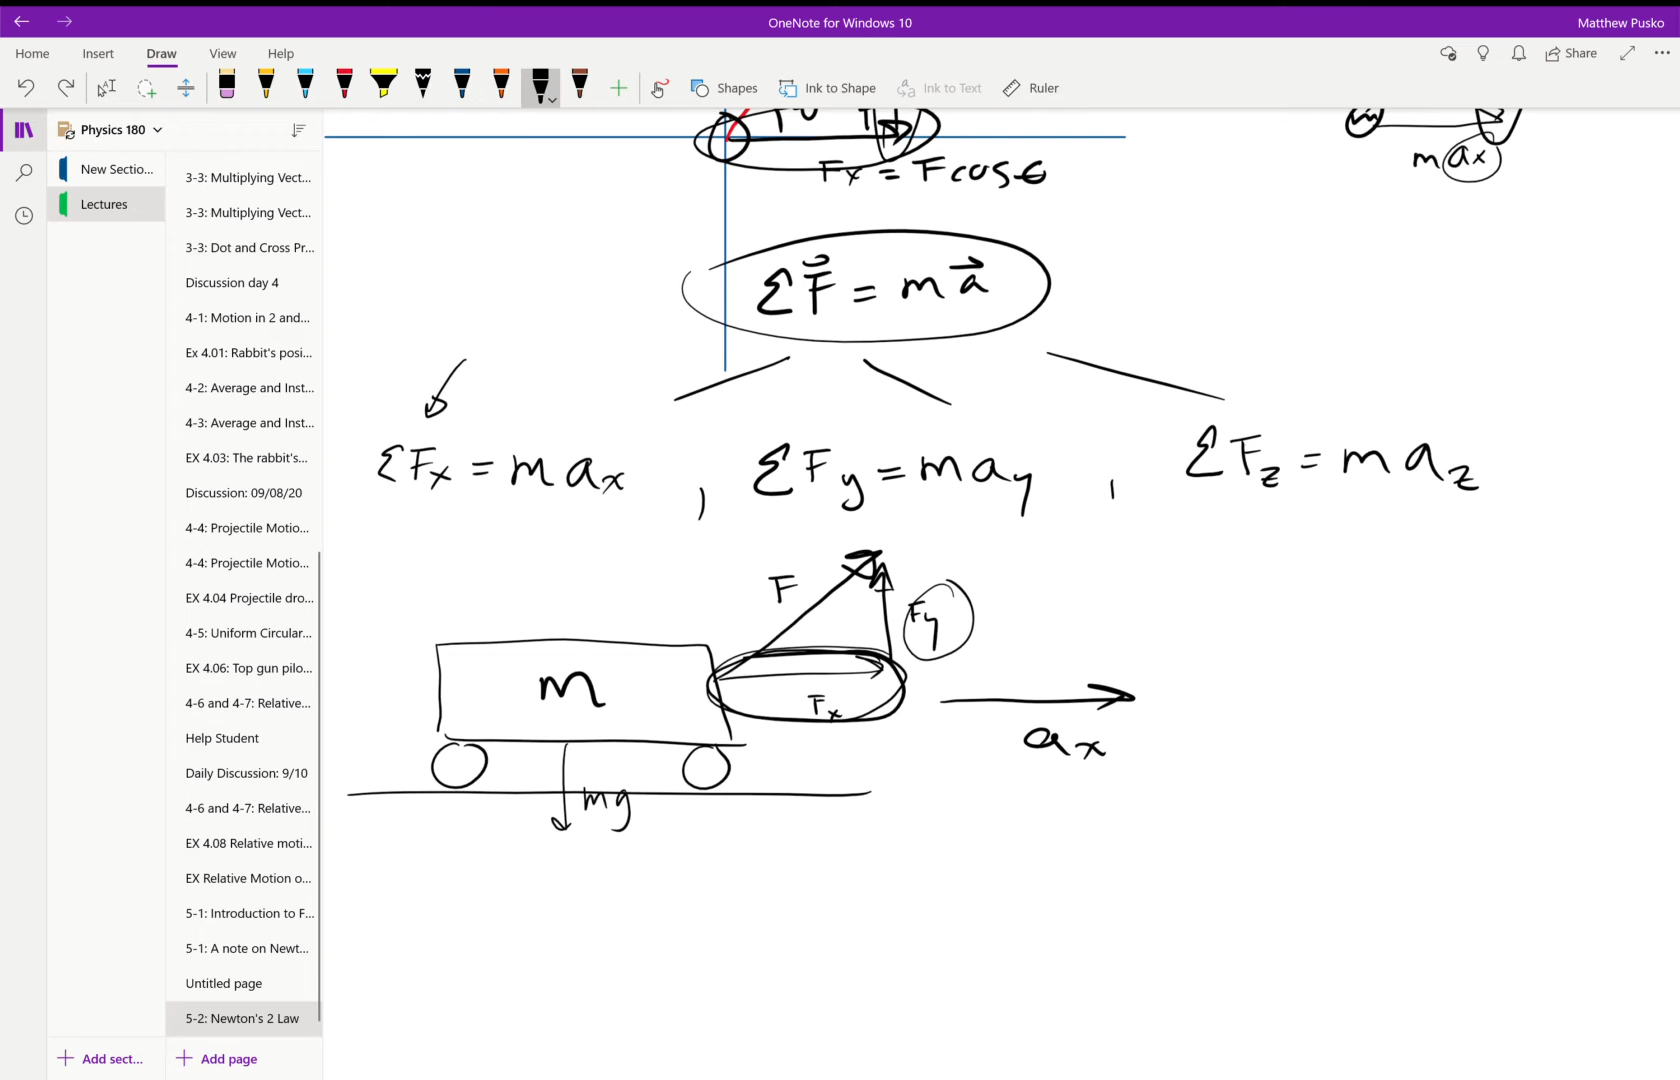 OneNote for Windows 10
Matthew Pusko
Home Insert Draw View Help
Share
Shapes Ink to Shape Ink to Text Ruler
Physics 180
New Sectio...
Lectures
3-3: Multiplying Vect...
3-3: Multiplying Vect...
3-3: Dot and Cross Pr...
Discussion day 4
4-1: Motion in 2 and...
Ex 4.01: Rabbit's posi...
4-2: Average and Inst...
4-3: Average and Inst...
EX 4.03: The rabbit's...
Discussion: 09/08/20
4-4: Projectile Motio...
4-4: Projectile Motio...
EX 4.04 Projectile dro...
4-5: Uniform Circular...
EX 4.06: Top gun pilo...
4-6 and 4-7: Relative...
Help Student
Daily Discussion: 9/10
4-6 and 4-7: Relative...
EX 4.08 Relative moti...
EX Relative Motion o...
5-1: Introduction to F...
5-1: A note on Newt...
Untitled page
5-2: Newton's 2 Law
Add sect...
Add page
Fx = F cos
max
ΣF⃗ = ma⃗
ΣFx = max , ΣFy = may , ΣFz = maz
F
Fy
m
Fx
ax
mg